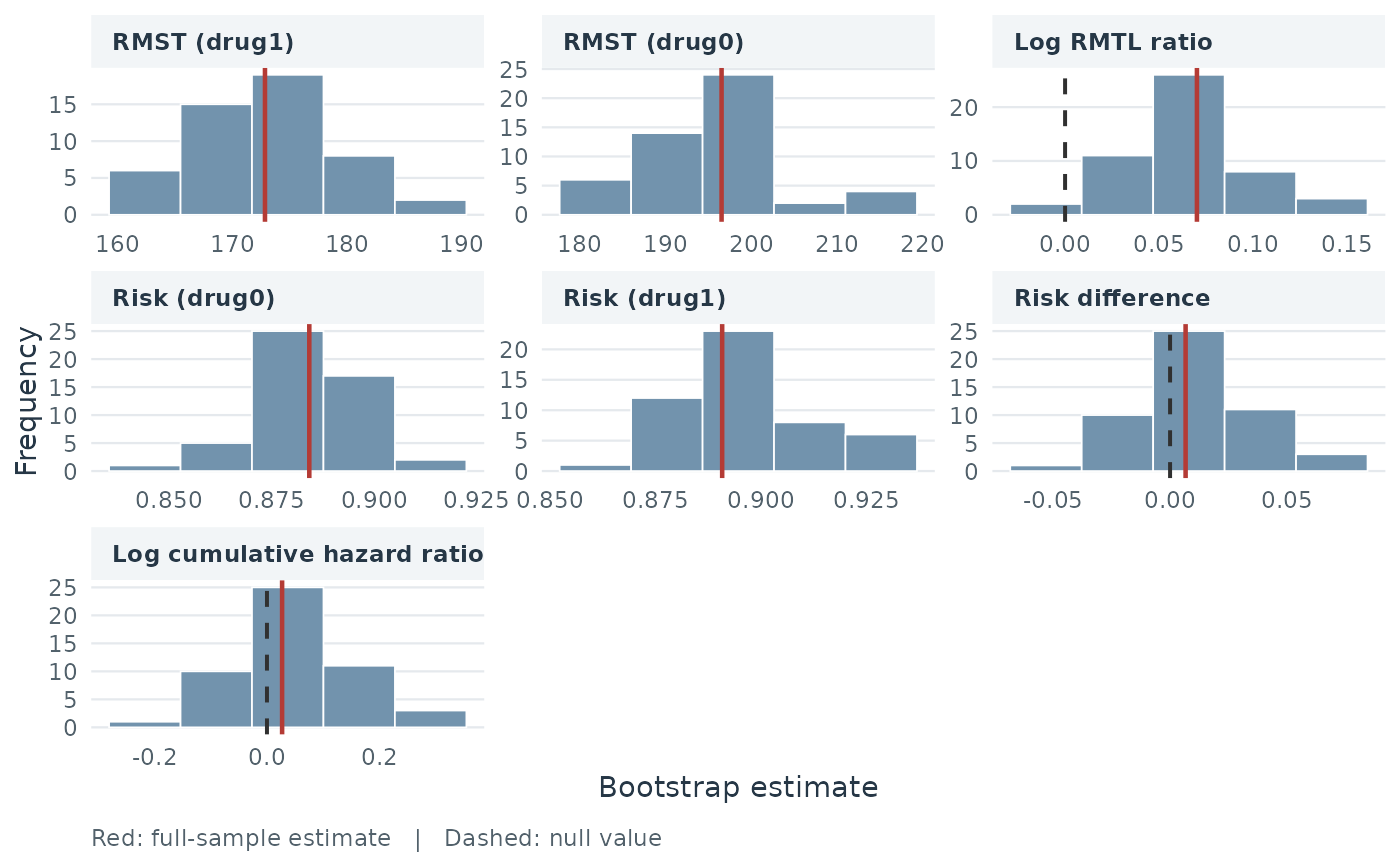 RMST (drug1)
RMST (drug0)
Log RMTL ratio
15
10
5
0
160 170 180 190
25
20
15
10
5
0
180 190 200 210 220
20
10
0
0.00 0.05 0.10 0.15
Risk (drug0)
Risk (drug1)
Risk difference
Frequency
25
20
15
10
5
0
0.850 0.875 0.900 0.925
20
15
10
5
0
0.850 0.875 0.900 0.925
25
20
15
10
5
0
-0.05 0.00 0.05
Log cumulative hazard ratio
25
20
15
10
5
0
-0.2 0.0 0.2
Bootstrap estimate
Red: full-sample estimate | Dashed: null value